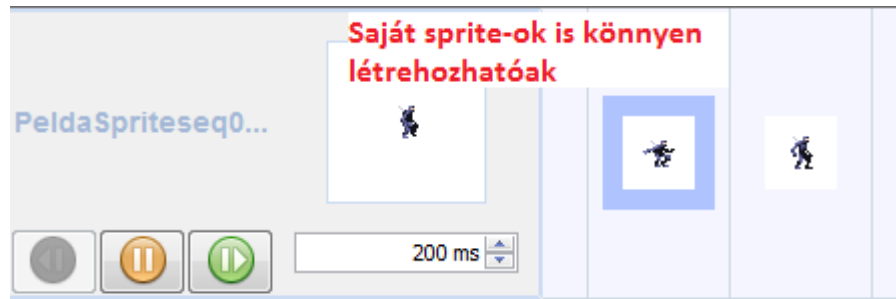 Saját sprite-ok is könnyen
létrehozhatóak
PeldaSpriteseq0...
200 ms